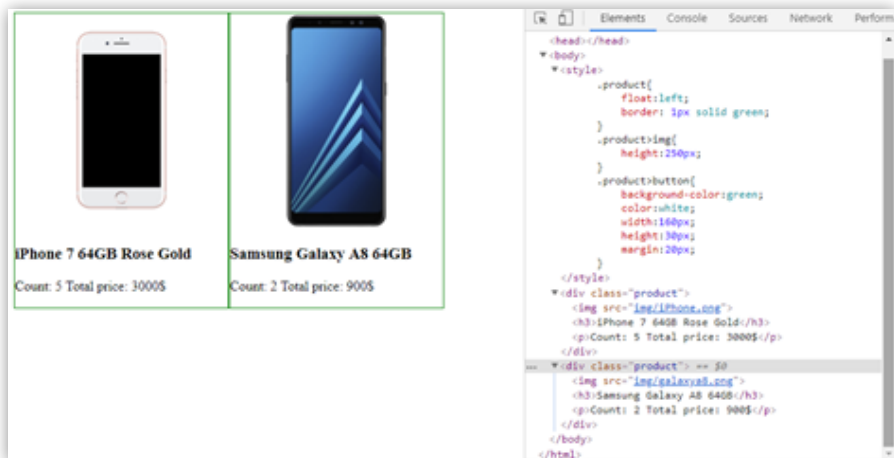 iPhone 7 64GB Rose Gold
Count: 5 Total price: 3000$
Samsung Galaxy A8 64GB
Count: 2 Total price: 900$
Elements Console Sources Network Perform
<head></head>
▼<body>
▼<style>
.product{
float:left;
border: 1px solid green;
}
.product>img{
height:250px;
}
.product>button{
background-color:green;
color:white;
width:160px;
height:30px;
margin:20px;
}
</style>
▼<div class="product">
<img src="img/iPhone.png">
<h3>iPhone 7 64GB Rose Gold</h3>
<p>Count: 5 Total price: 3000$</p>
</div>
... ▼<div class="product"> == $0
<img src="img/galaxya8.png">
<h3>Samsung Galaxy A8 64GB</h3>
<p>Count: 2 Total price: 900$</p>
</div>
</body>
</html>